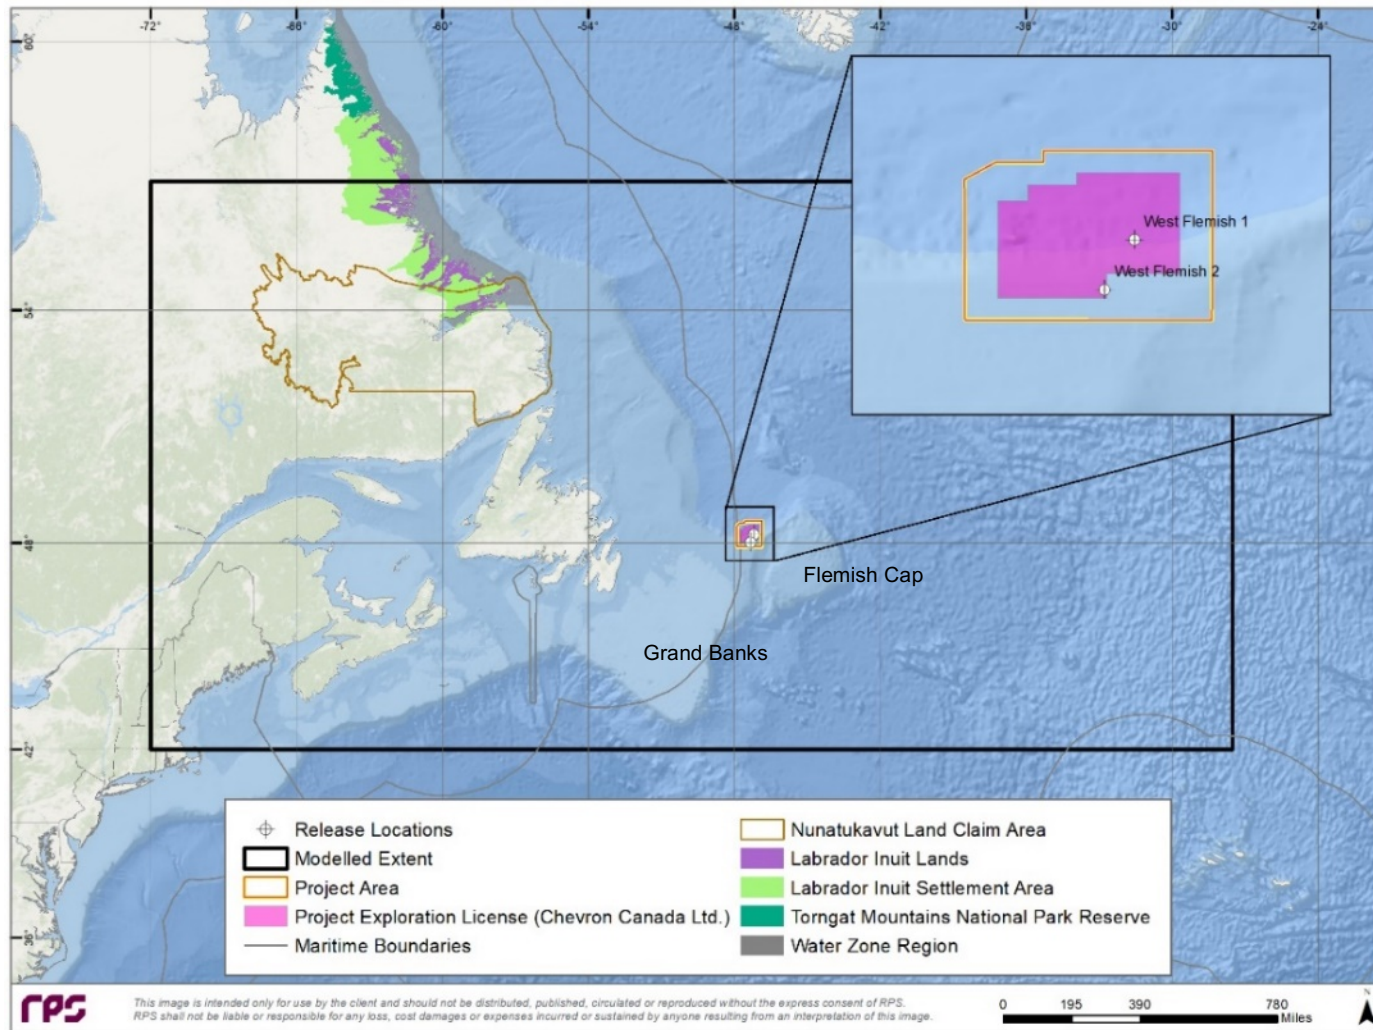 -72° -66° -60° -54° -48° -42° -36° -30° -24°
60°
West Flemish 1
West Flemish 2
54°
48°
Flemish Cap
Grand Banks
42°
Release Locations
Modelled Extent
Project Area
Project Exploration License (Chevron Canada Ltd.)
Maritime Boundaries
Nunatukavut Land Claim Area
Labrador Inuit Lands
Labrador Inuit Settlement Area
Torngat Mountains National Park Reserve
Water Zone Region
36°
rps
This image is intended only for use by the client and should not be distributed, published, circulated or reproduced without the express consent of RPS.
RPS shall not be liable or responsible for any loss, cost damages or expenses incurred or sustained by anyone resulting from an interpretation of this image.
0 195 390 780
Miles
N